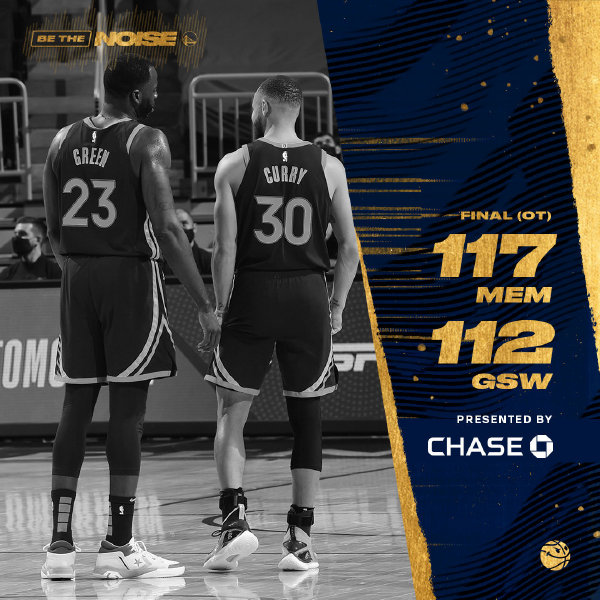 BE THE NOISE
GREEN
23
CURRY
30
FINAL (OT)
117
MEM
112
GSW
PRESENTED BY
CHASE